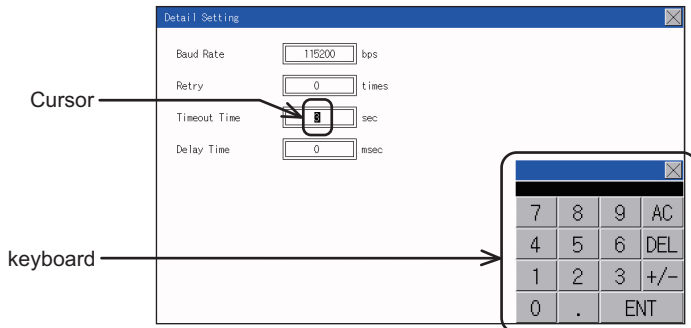 Detail Setting
Baud Rate 115200 bps
Retry 0 times
Cursor
Timeout Time 3 sec
Delay Time 0 msec
7 8 9 AC
4 5 6 DEL
keyboard
1 2 3 +/-
0 . ENT